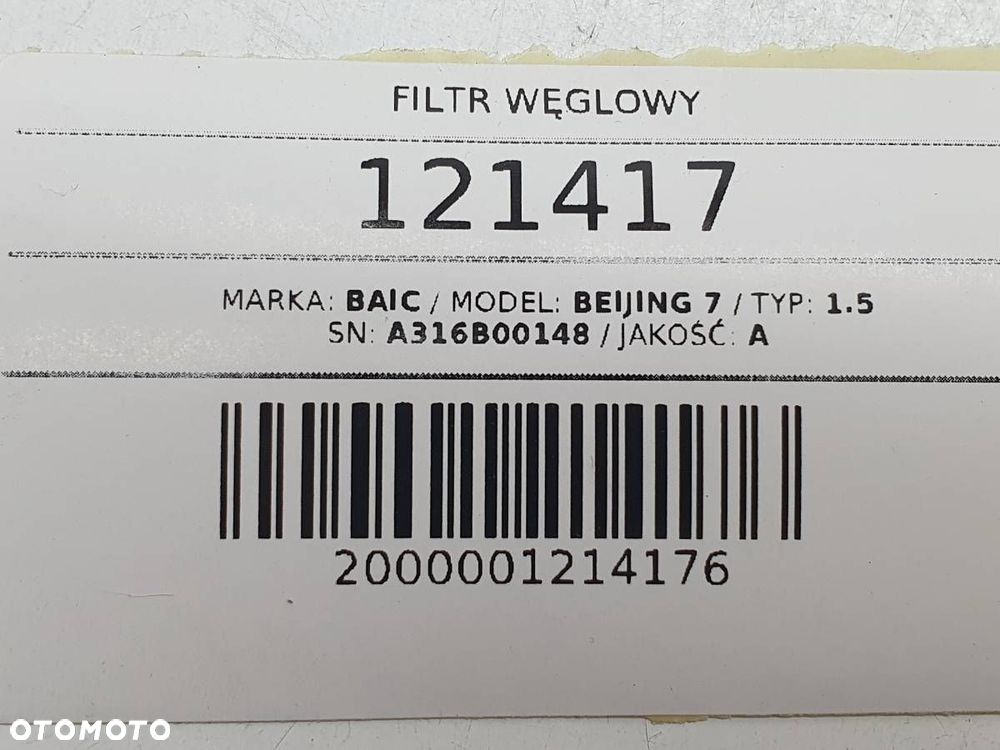 FILTR WĘGLOWY
121417
MARKA: BAIC / MODEL: BEIJING 7 / TYP: 1.5
SN: A316B00148 / JAKOŚĆ: A
2000001214176
OTOMOTO